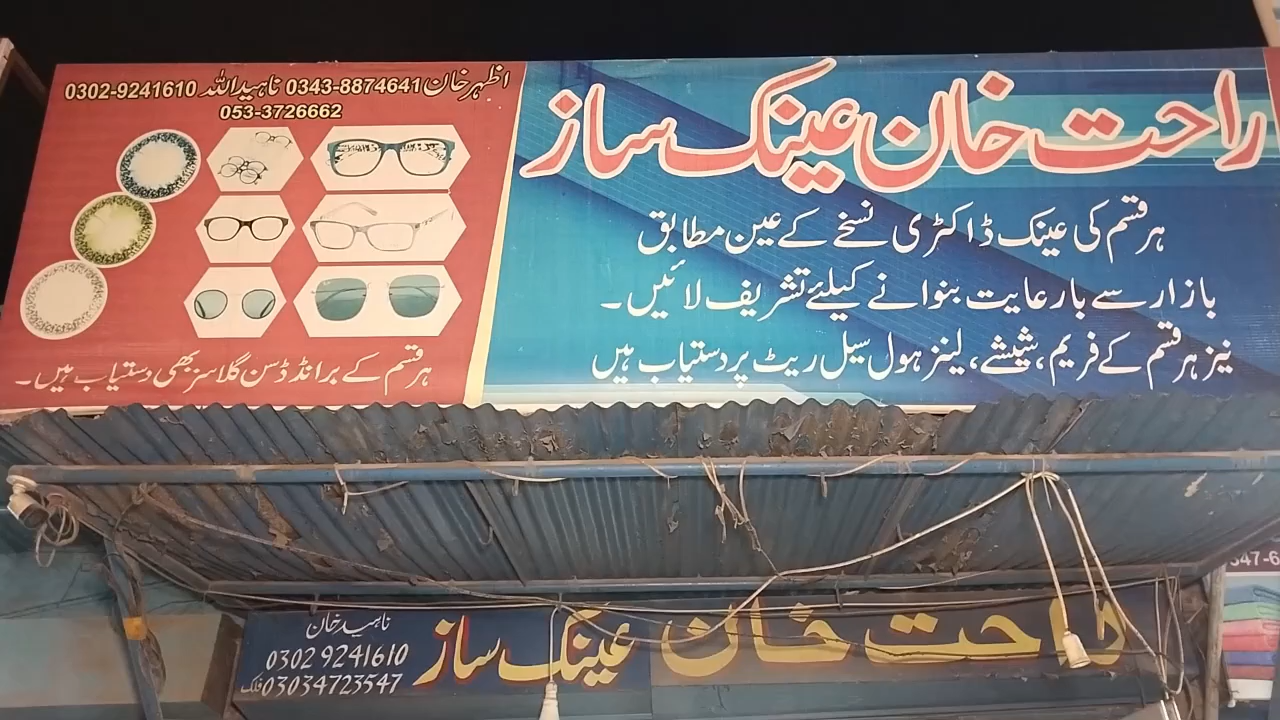 راحت خان عینک ساز
ہر قسم کی عینک ڈاکٹری نسخے کے عین مطابق
بازار سے بارعایت بنوانے کیلئے تشریف لائیں۔
نیز ہر قسم کے فریم، شیشے، لینز ہول سیل ریٹ پر دستیاب ہیں
اظہر خان 0343-8874641 ناہید اللہ 0302-9241610
053-3726662
ہر قسم کے برانڈڈ سن گلاسز بھی دستیاب ہیں۔
راحت خان عینک ساز
ناہید خان
0302 9241610
03034723547 فلک
347-6